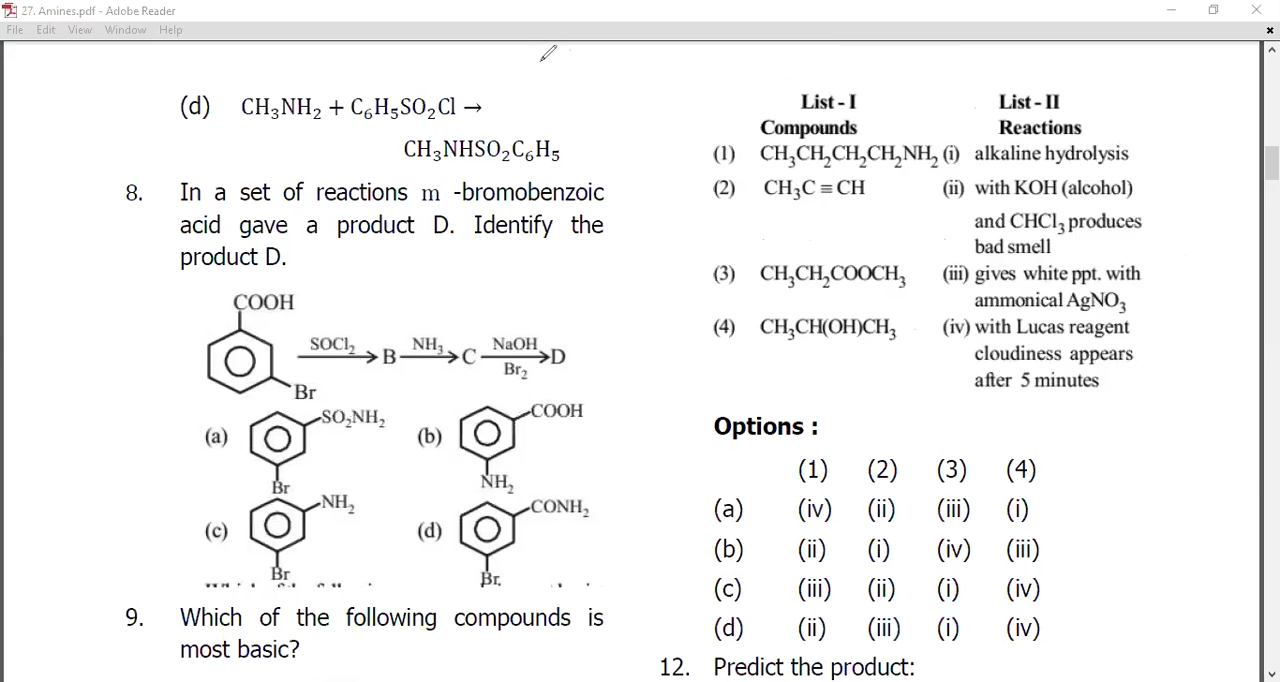 27. Amines.pdf - Adobe Reader
File Edit View Window Help
(d) CH₃NH₂ + C₆H₅SO₂Cl →
CH₃NHSO₂C₆H₅
8. In a set of reactions m -bromobenzoic
acid gave a product D. Identify the
product D.
COOH
Br
SOCl₂ B NH₃ C NaOH D
Br₂
(a) SO₂NH₂
Br
(b) COOH
NH₂
(c) NH₂
Br
(d) CONH₂
Br
9. Which of the following compounds is
most basic?
List - I List - II
Compounds Reactions
(1) CH₃CH₂CH₂CH₂NH₂ (i) alkaline hydrolysis
(2) CH₃C ≡ CH (ii) with KOH (alcohol)
and CHCl₃ produces
bad smell
(3) CH₃CH₂COOCH₃ (iii) gives white ppt. with
ammonical AgNO₃
(4) CH₃CH(OH)CH₃ (iv) with Lucas reagent
cloudiness appears
after 5 minutes
Options :
(1) (2) (3) (4)
(a) (iv) (ii) (iii) (i)
(b) (ii) (i) (iv) (iii)
(c) (iii) (ii) (i) (iv)
(d) (ii) (iii) (i) (iv)
12. Predict the product: